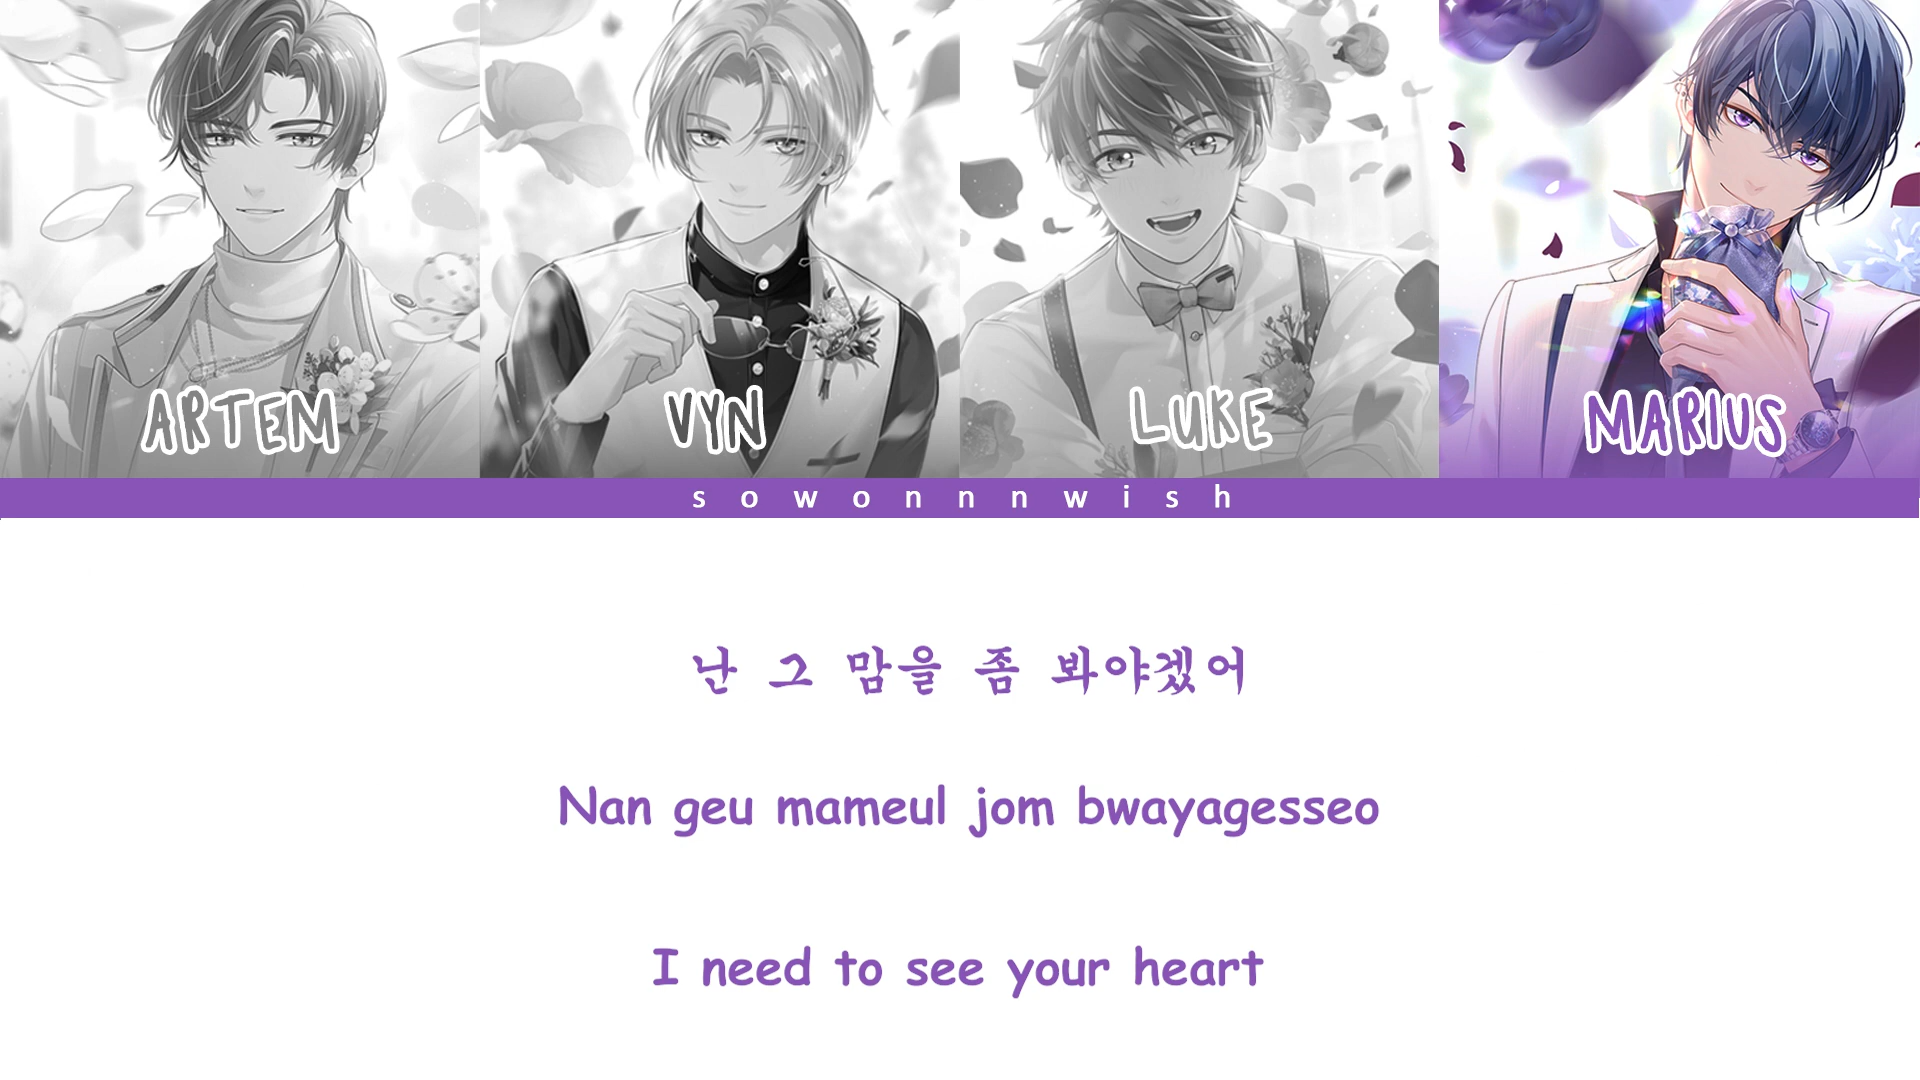 ARTEM VYN LUKE MARIUS
sowonnnwish
난 그 맘을 좀 봐야겠어
Nan geu mameul jom bwayagesseo
I need to see your heart